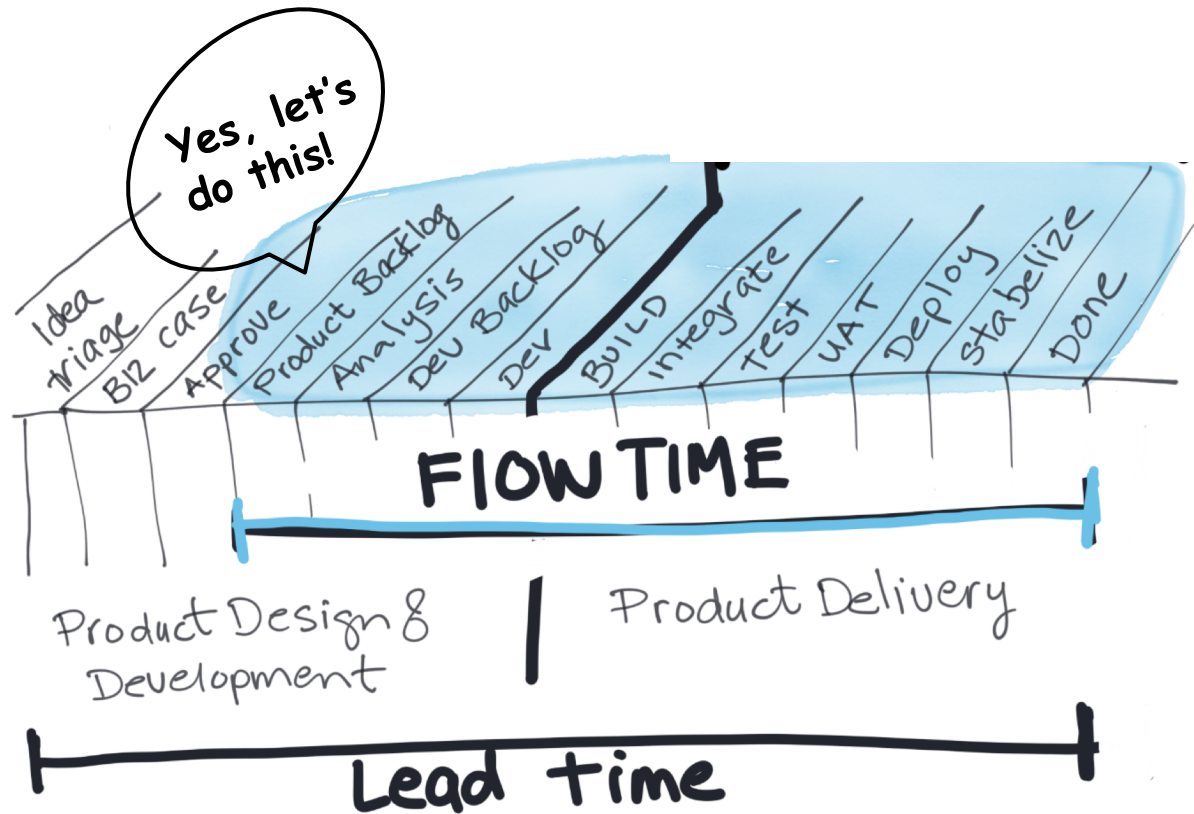 Yes, let's
do this!
Idea
triage
BIZ case
Approve
Product Backlog
Analysis
Dev Backlog
Dev
BUILD
Integrate
TEST
UAT
Deploy
Stabelize
Done
FlOW TIME
Product Design &
Development
Product Delivery
Lead time